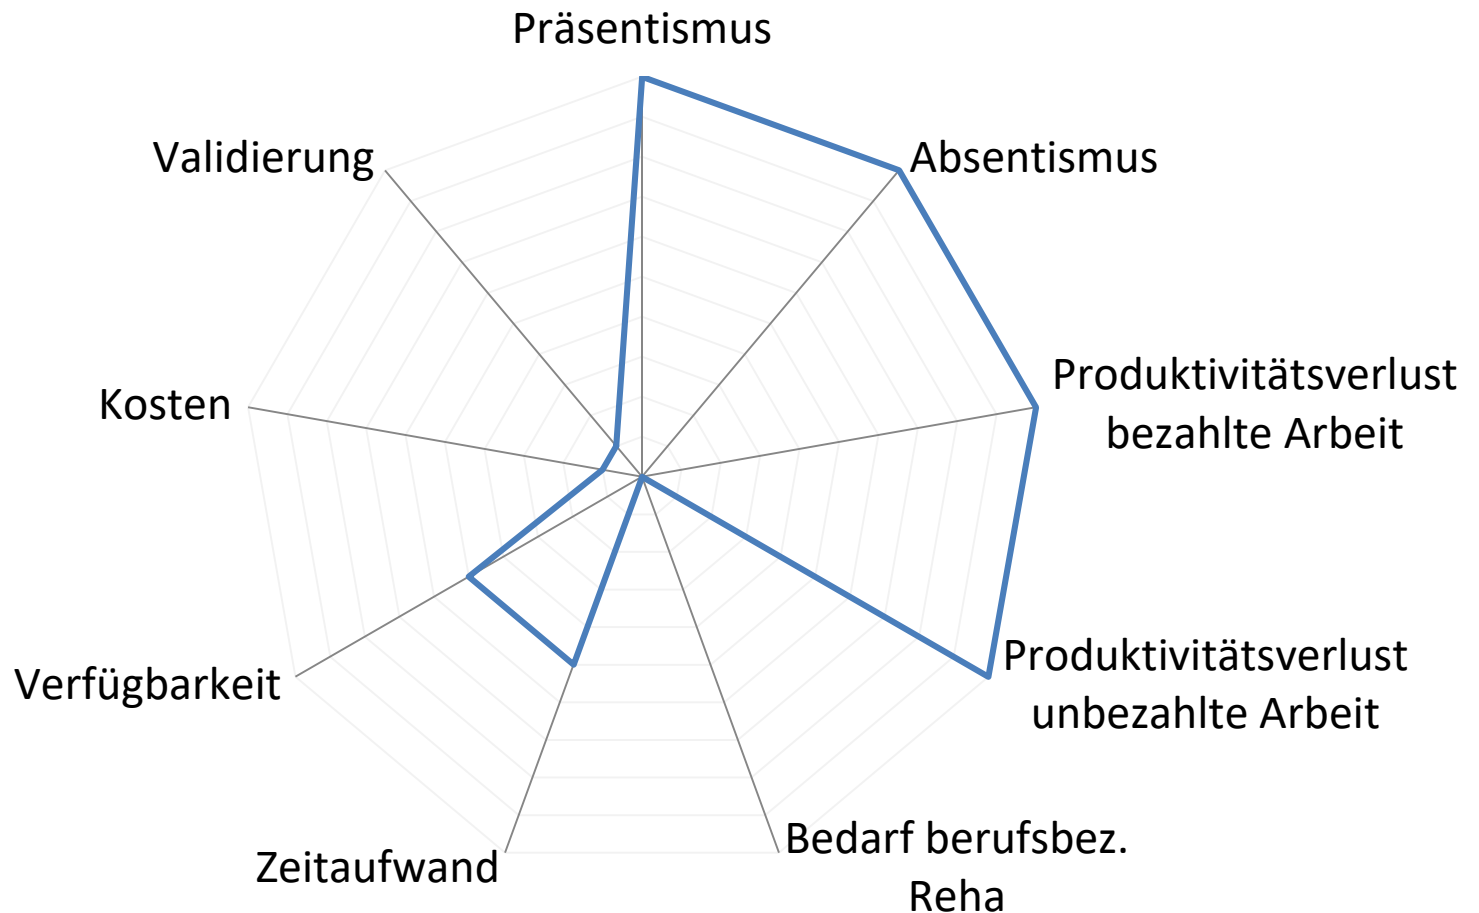 Präsentismus
Validierung
Absentismus
Kosten
Produktivitätsverlust
bezahlte Arbeit
Verfügbarkeit
Produktivitätsverlust
unbezahlte Arbeit
Zeitaufwand
Bedarf berufsbez.
Reha